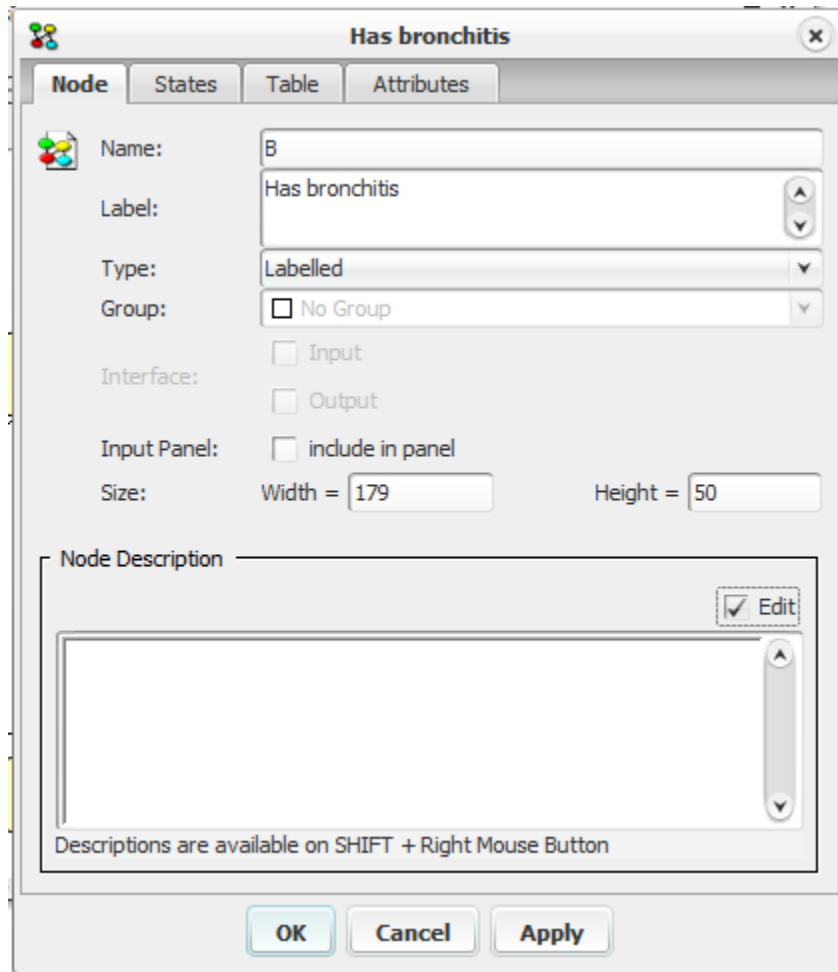 Has bronchitis
Node States Table Attributes
Name: B
Label: Has bronchitis
Type: Labelled
Group: No Group
Interface: Input
Output
Input Panel: include in panel
Size: Width = 179 Height = 50
Node Description
Edit
Descriptions are available on SHIFT + Right Mouse Button
OK Cancel Apply